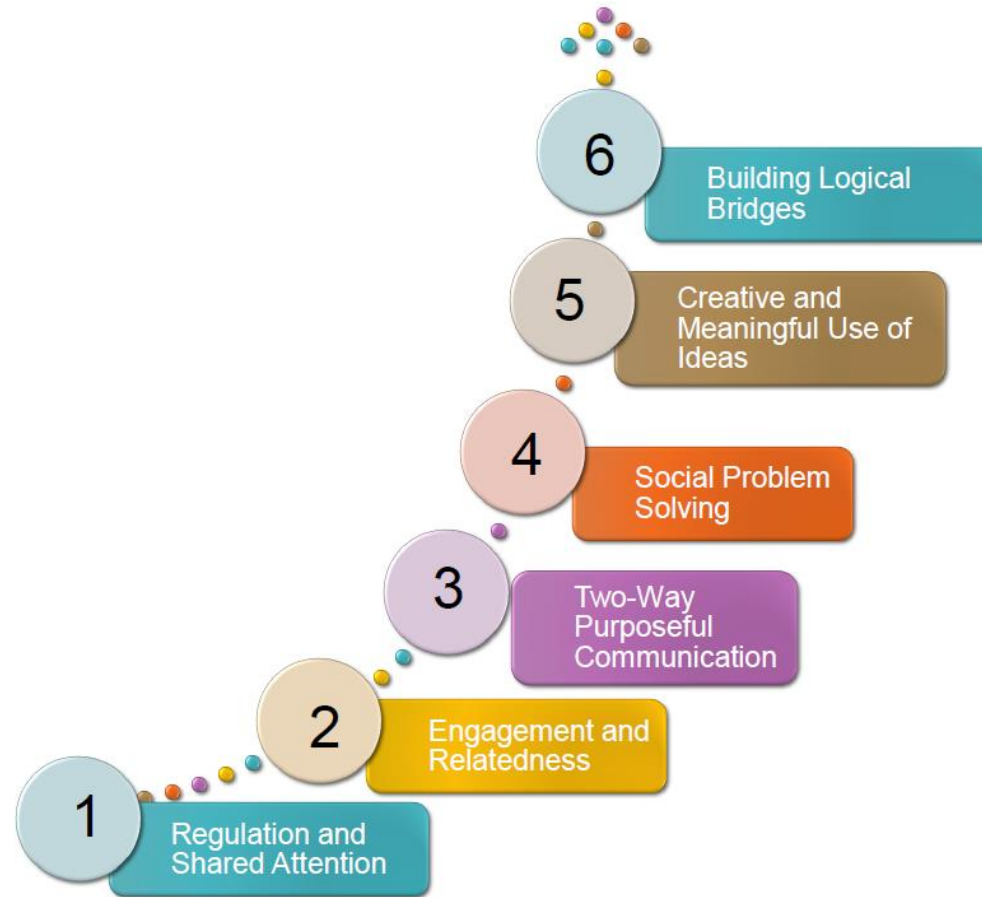 6
Building Logical
Bridges
5
Creative and
Meaningful Use of
Ideas
4
Social Problem
Solving
3
Two-Way
Purposeful
Communication
2
Engagement and
Relatedness
1
Regulation and
Shared Attention